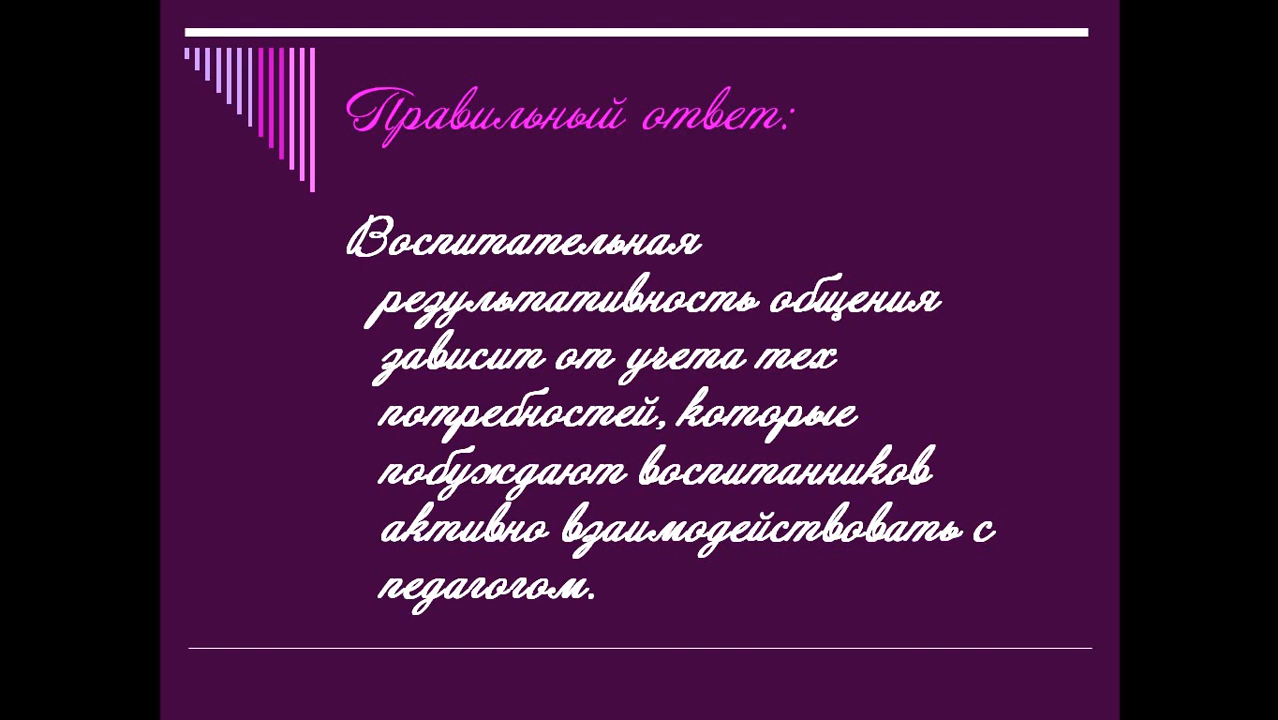 Правильный ответ:
Воспитательная
результативность общения
зависит от учета тех
потребностей, которые
побуждают воспитанников
активно взаимодействовать с
педагогом.